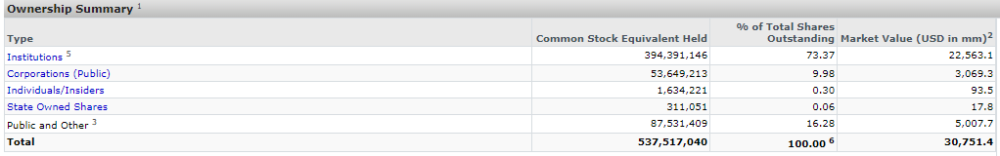 Ownership Summary 1
% of Total Shares
Type Common Stock Equivalent Held Outstanding Market Value (USD in mm)2
Institutions 5 394,391,146 73.37 22,563.1
Corporations (Public) 53,649,213 9.98 3,069.3
Individuals/Insiders 1,634,221 0.30 93.5
State Owned Shares 311,051 0.06 17.8
Public and Other 3 87,531,409 16.28 5,007.7
Total 537,517,040 100.00 6 30,751.4